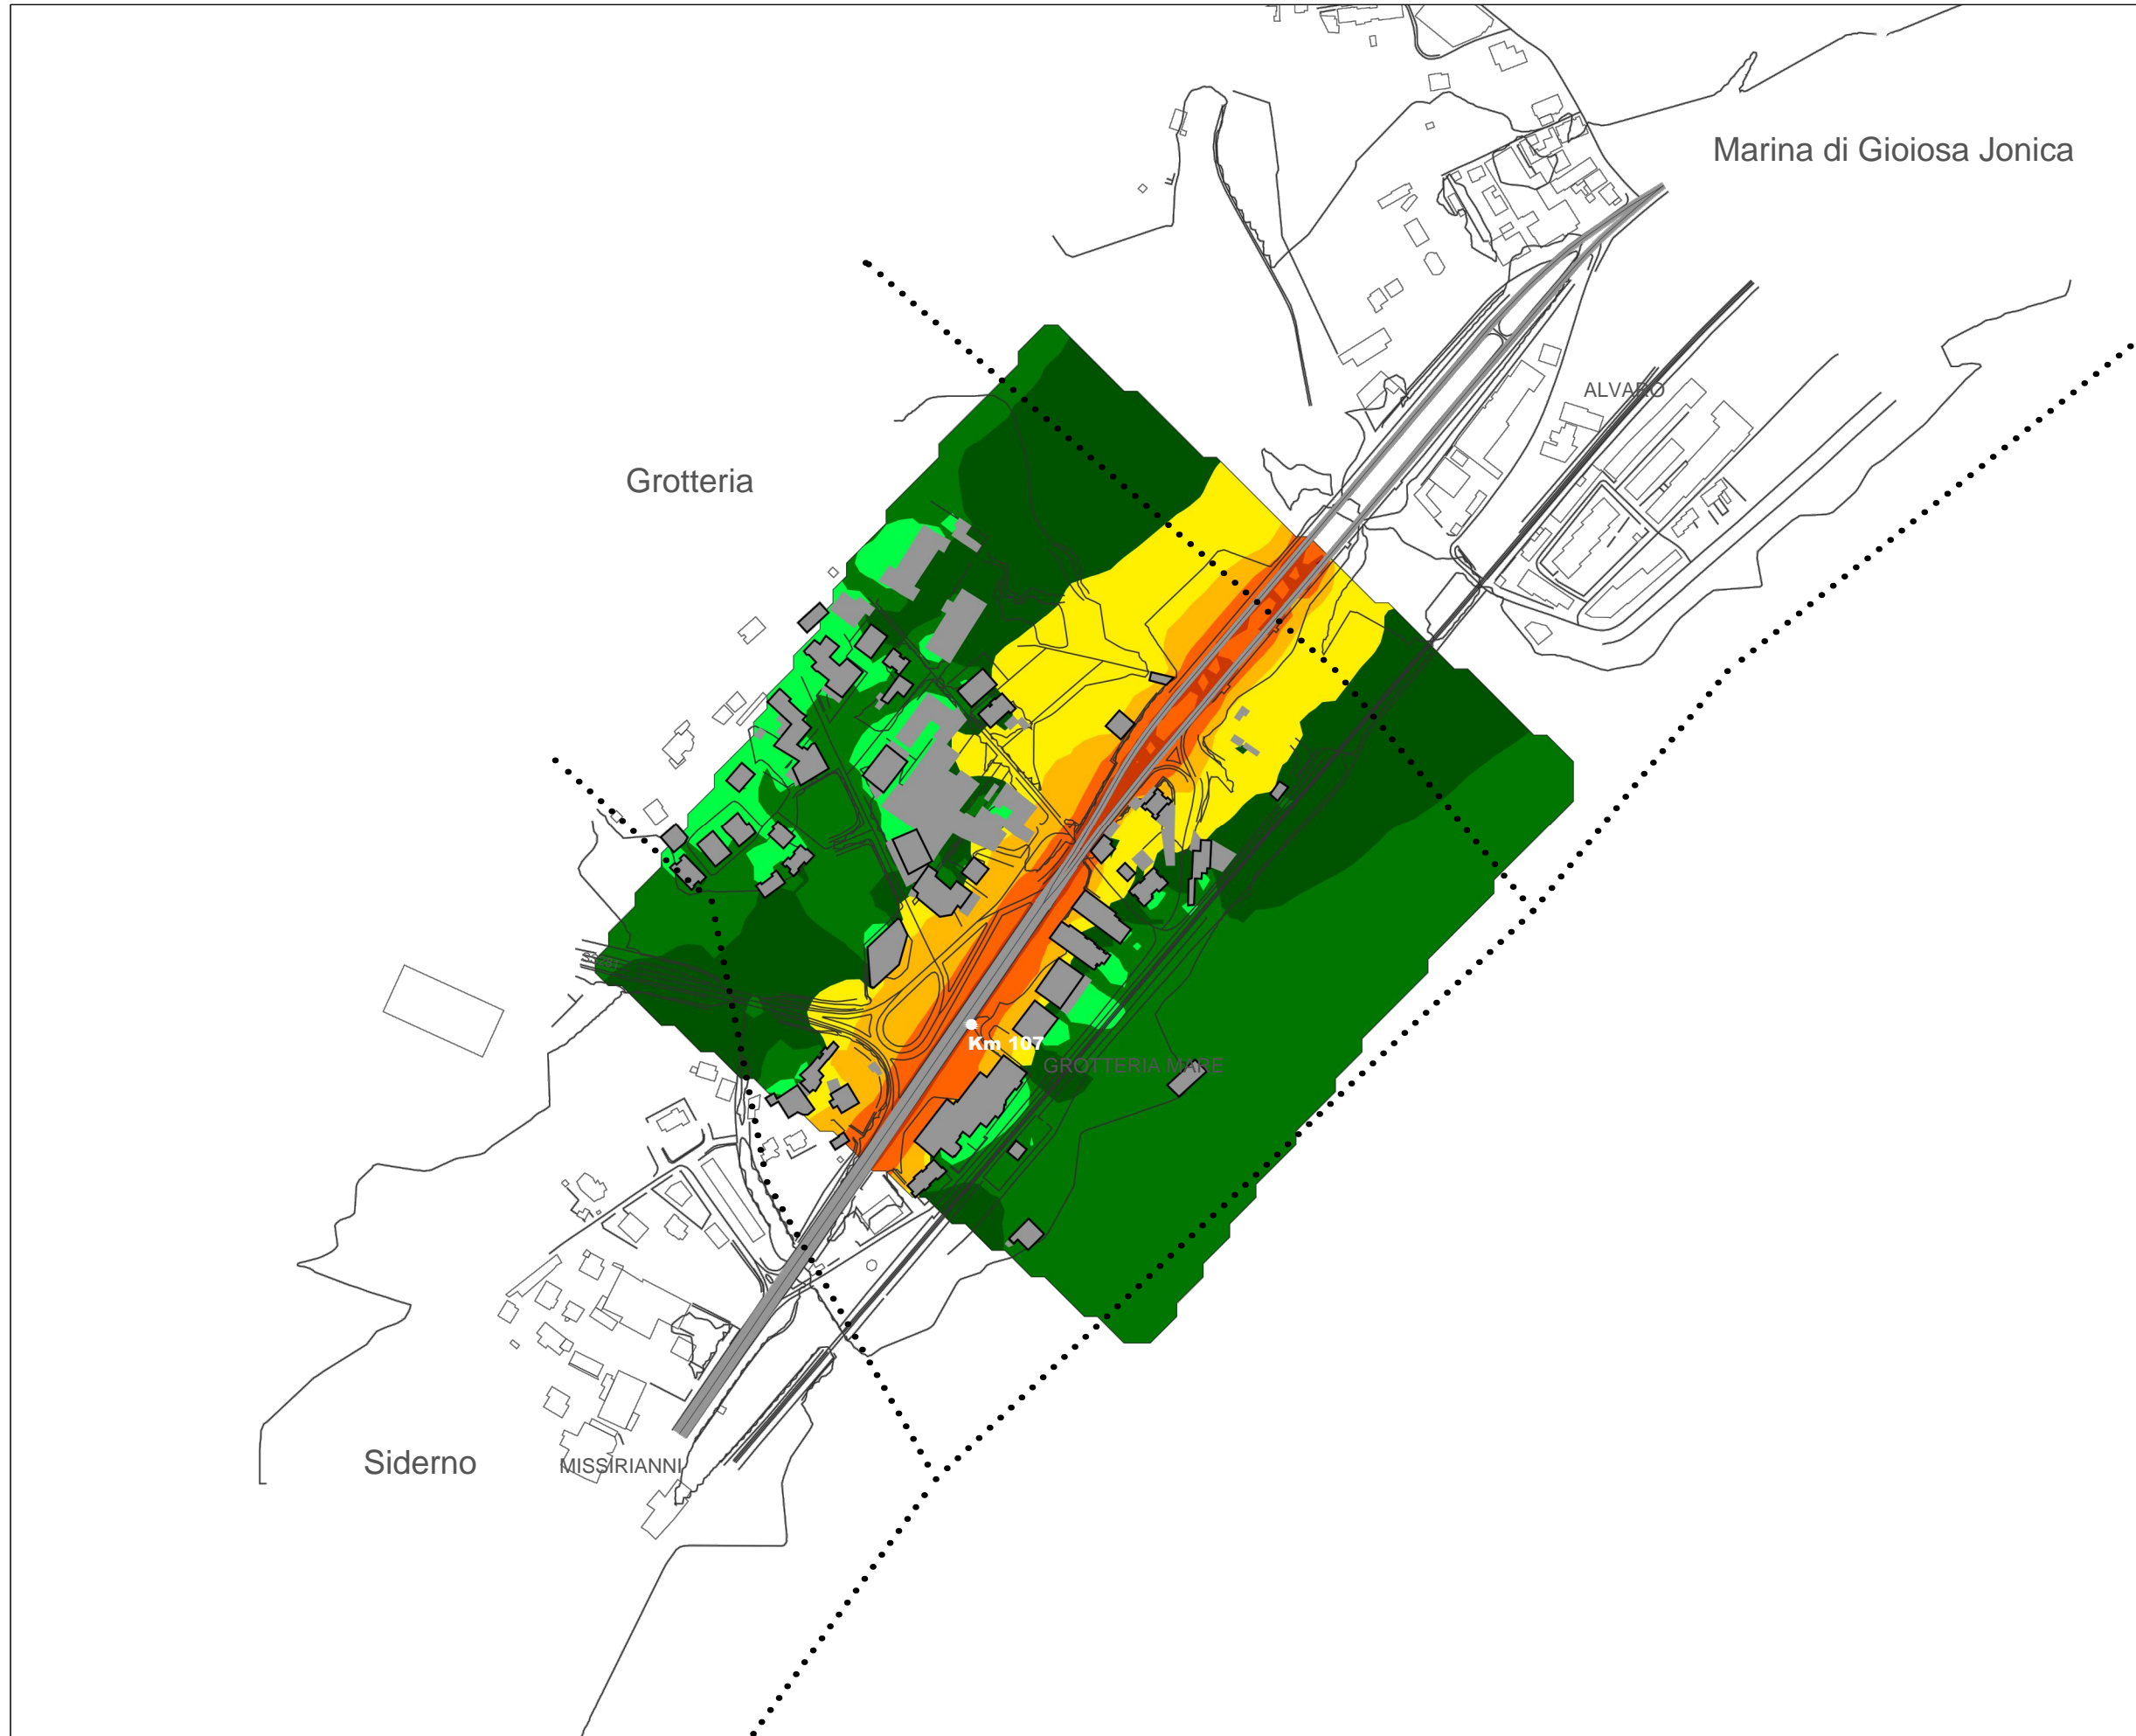 Marina di Gioiosa Jonica
ALVARO
Grotteria
Km 107
GROTTERIA MARE
Siderno
MISSIRIANNI